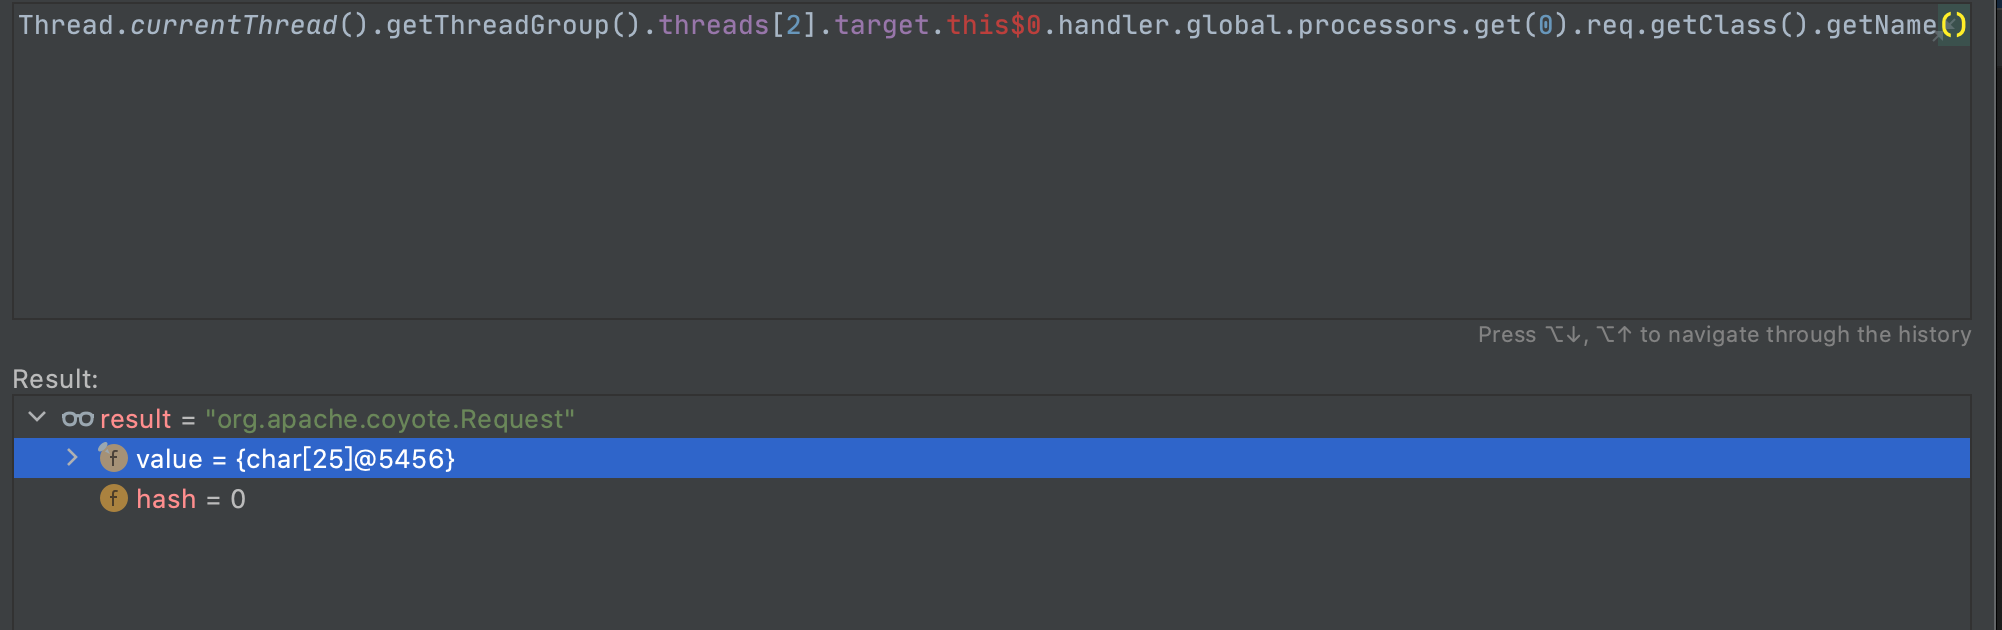 Thread.currentThread().getThreadGroup().threads[2].target.this$0.handler.global.processors.get(0).req.getClass().getName()
Press ⌥↓, ⌥↑ to navigate through the history
Result:
result = "org.apache.coyote.Request"
f value = {char[25]@5456}
f hash = 0